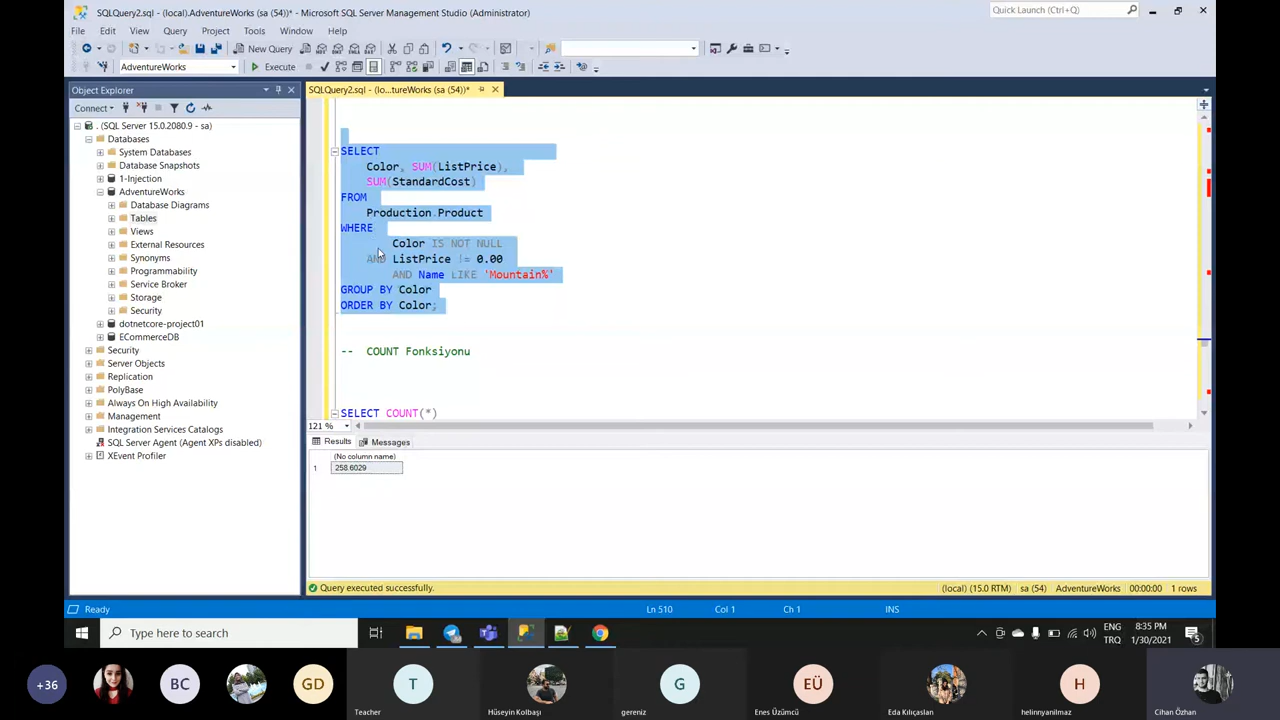 SQLQuery2.sql - (local).AdventureWorks (sa (54))* - Microsoft SQL Server Management Studio (Administrator)
Quick Launch (Ctrl+Q)
File Edit View Query Project Tools Window Help
New Query
AdventureWorks
Execute
Object Explorer
SQLQuery2.sql - (lo...tureWorks (sa (54))*
Connect
. (SQL Server 15.0.2080.9 - sa)
Databases
System Databases
Database Snapshots
1-Injection
AdventureWorks
Database Diagrams
Tables
Views
External Resources
Synonyms
Programmability
Service Broker
Storage
Security
dotnetcore-project01
ECommerceDB
Security
Server Objects
Replication
PolyBase
Always On High Availability
Management
Integration Services Catalogs
SQL Server Agent (Agent XPs disabled)
XEvent Profiler
SELECT
Color, SUM(ListPrice),
SUM(StandardCost)
FROM
Production.Product
WHERE
Color IS NOT NULL
AND ListPrice != 0.00
AND Name LIKE 'Mountain%'
GROUP BY Color
ORDER BY Color;
-- COUNT Fonksiyonu
SELECT COUNT(*)
121 %
Results Messages
(No column name)
1 258.6029
Query executed successfully.
(local) (15.0 RTM) sa (54) AdventureWorks 00:00:00 1 rows
Ready
Ln 510 Col 1 Ch 1 INS
Type here to search
ENG
TRQ
8:35 PM
1/30/2021
5
+36
BC
GD
T
G
EÜ
H
Teacher
Hüseyin Kolbaşı
gereniz
Enes Üzümcü
Eda Kılıçaslan
helinnyanilmaz
Cihan Özhan